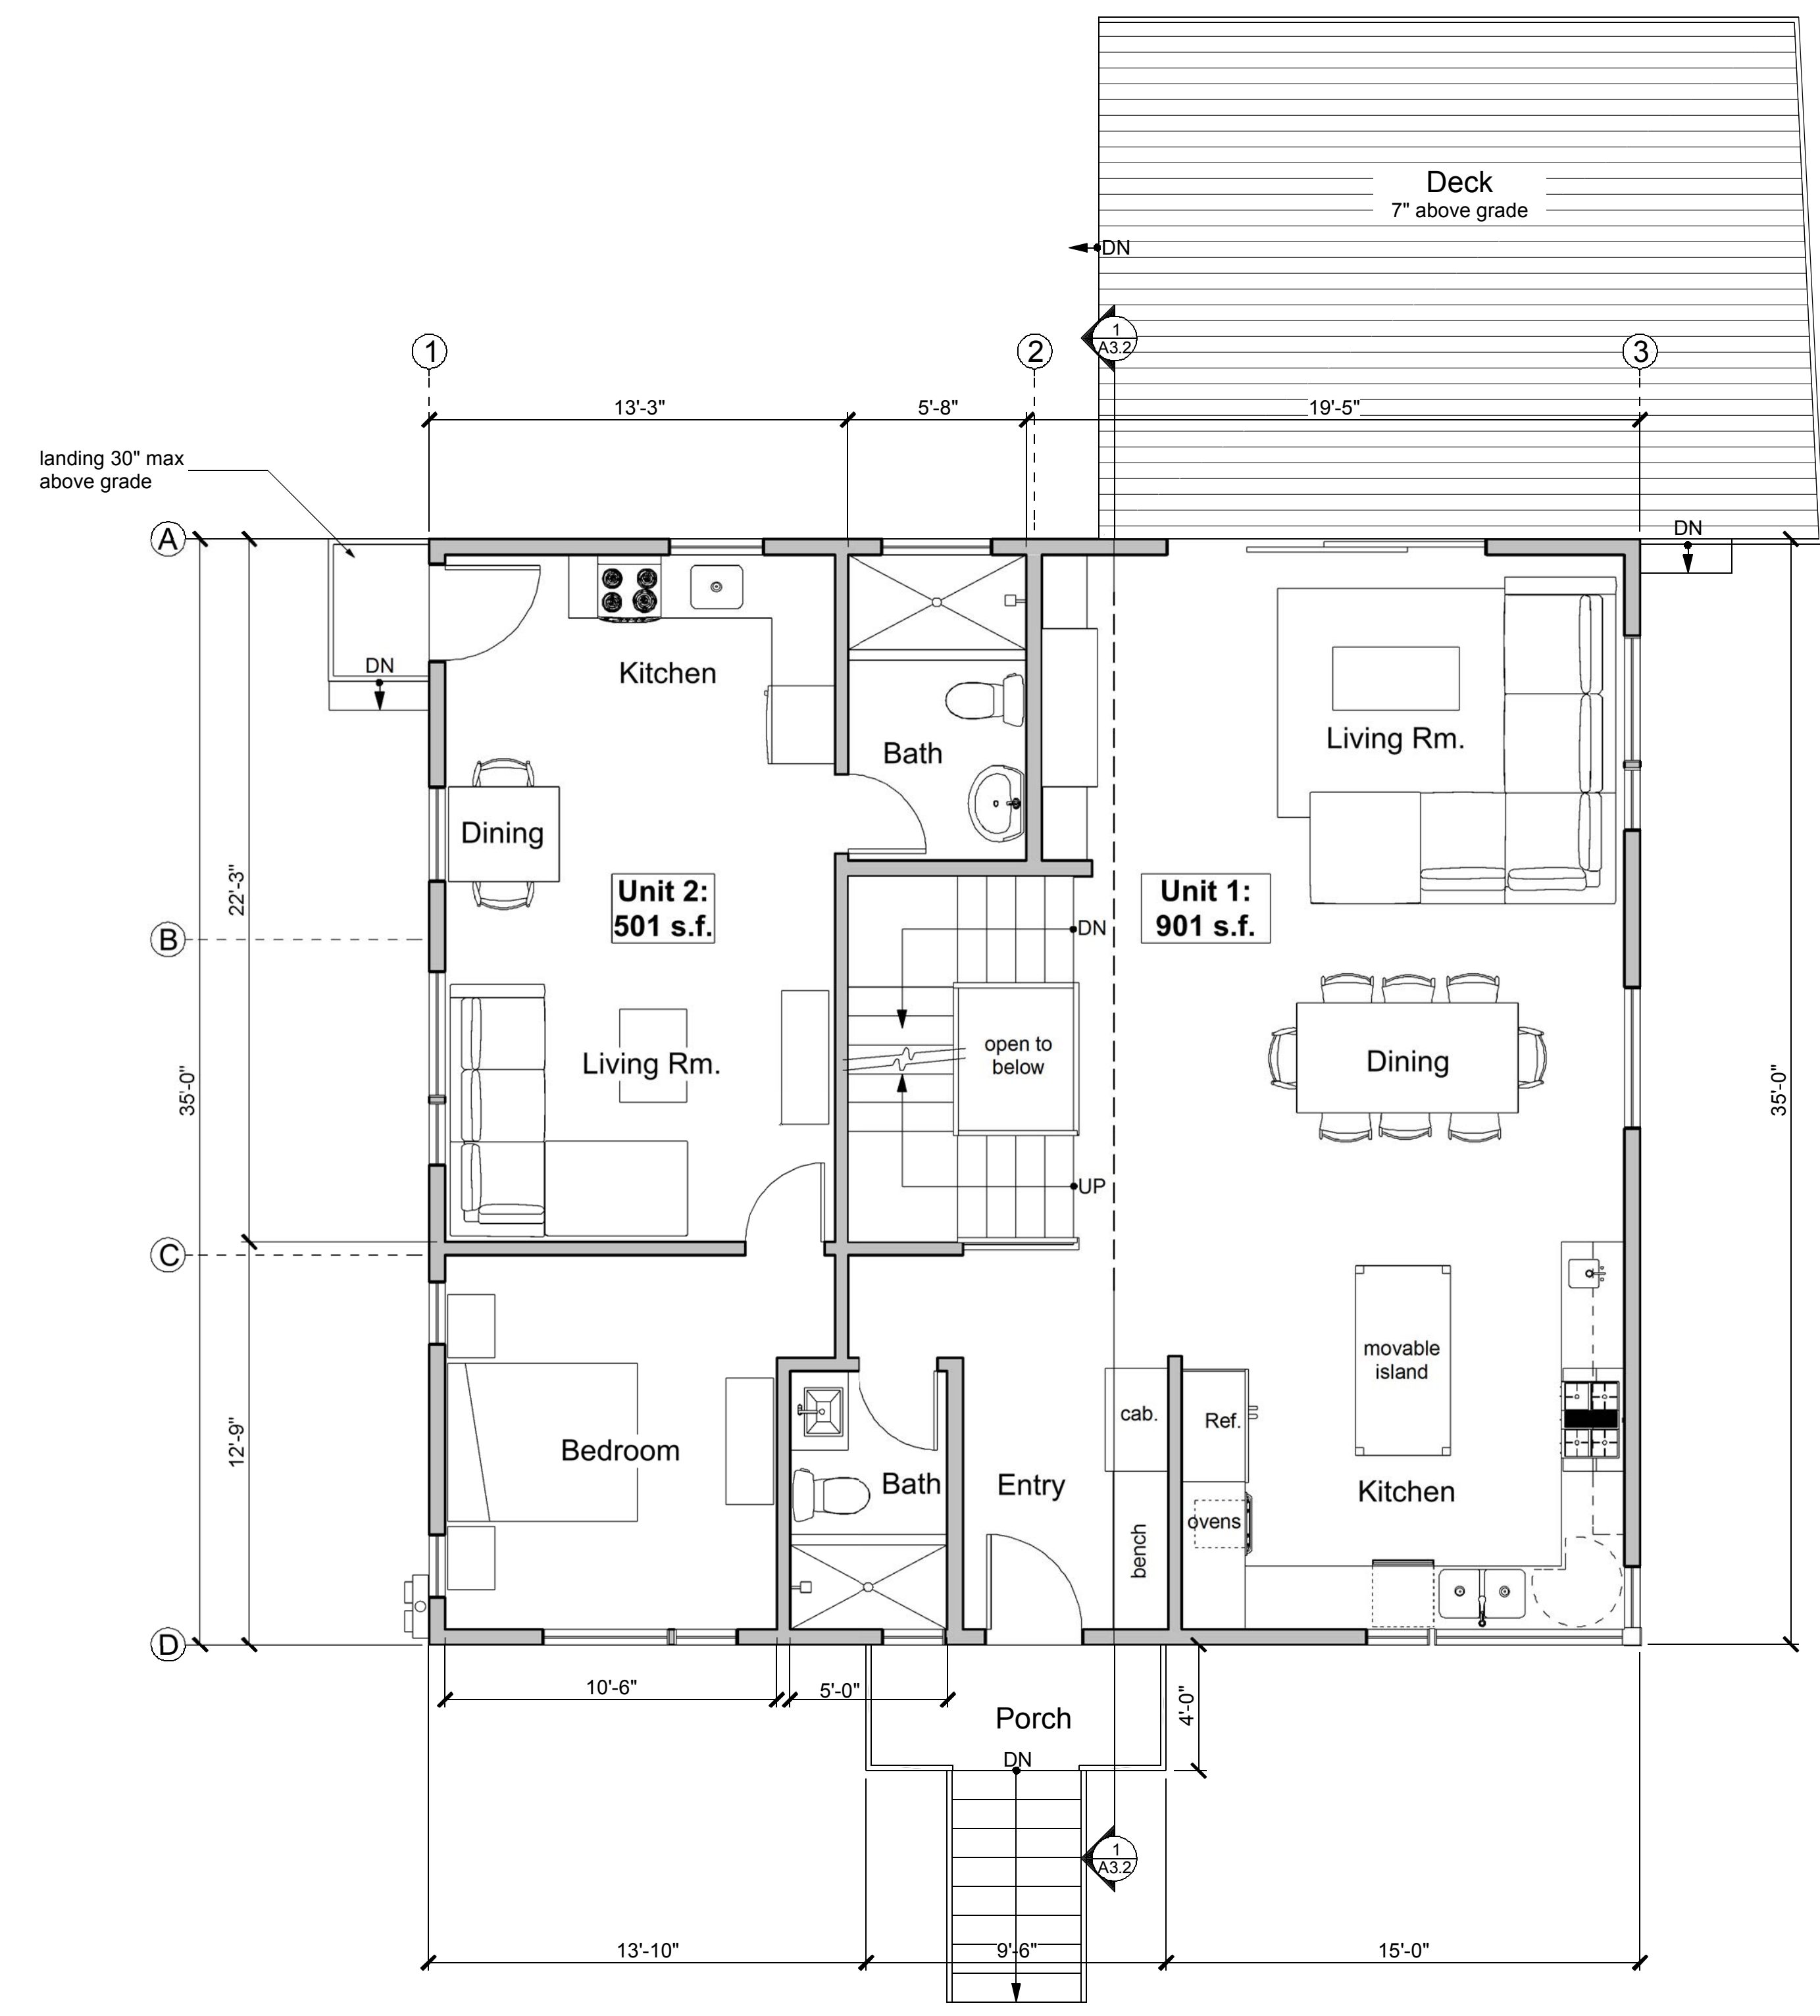 Deck
7" above grade
DN
1
A3.2
1
2
3
13'-3"
5'-8"
19'-5"
landing 30" max
above grade
A
DN
DN
Kitchen
Bath
Living Rm.
Dining
22'-3"
Unit 2:
501 s.f.
Unit 1:
901 s.f.
B
DN
open to
below
Living Rm.
Dining
35'-0"
35'-0"
UP
C
movable
island
cab.
Ref.
12'-9"
Bedroom
Bath
Entry
Kitchen
ovens
bench
D
10'-6"
5'-0"
Porch
4'-0"
DN
1
A3.2
13'-10"
9'-6"
15'-0"